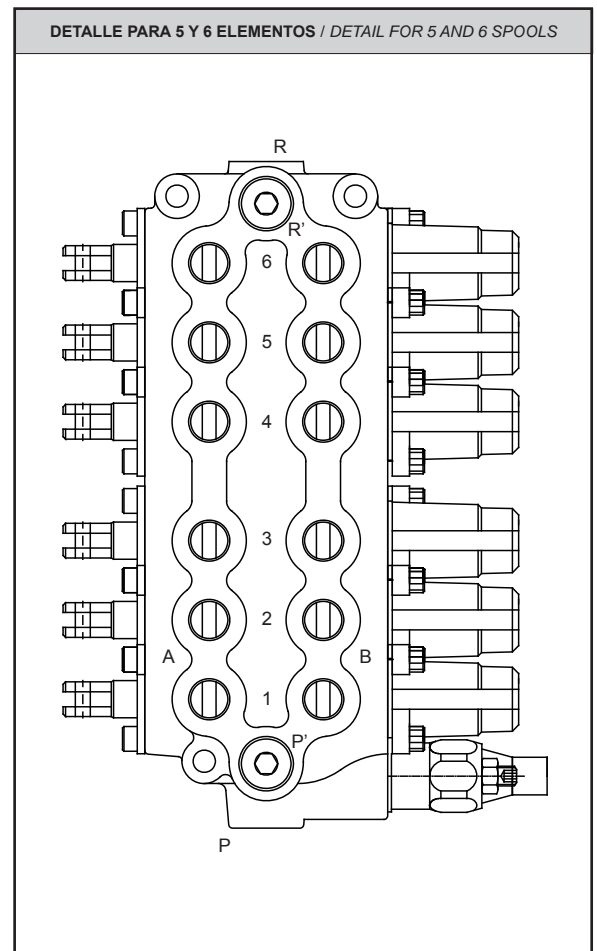 DETALLE PARA 5 Y 6 ELEMENTOS / DETAIL FOR 5 AND 6 SPOOLS
R
R'
6
5
4
3
2
A B
1
P'
P